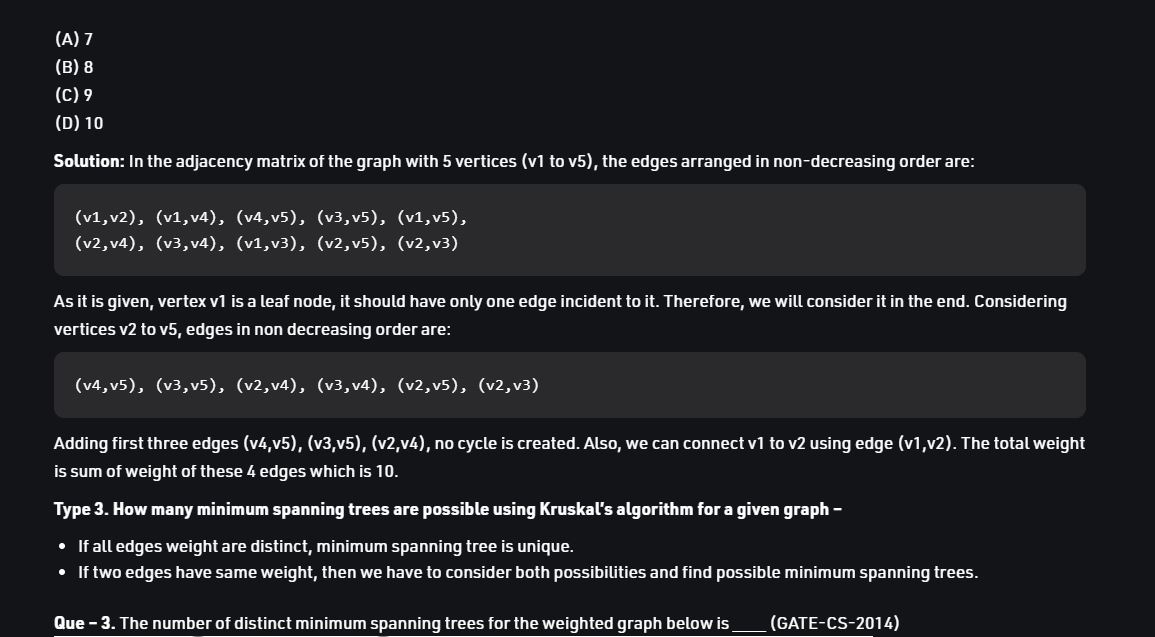 (A) 7
(B) 8
(C) 9
(D) 10
Solution: In the adjacency matrix of the graph with 5 vertices (v1 to v5), the edges arranged in non-decreasing order are:
(v1,v2), (v1,v4), (v4,v5), (v3,v5), (v1,v5),
(v2,v4), (v3,v4), (v1,v3), (v2,v5), (v2,v3)
As it is given, vertex v1 is a leaf node, it should have only one edge incident to it. Therefore, we will consider it in the end. Considering
vertices v2 to v5, edges in non decreasing order are:
(v4,v5), (v3,v5), (v2,v4), (v3,v4), (v2,v5), (v2,v3)
Adding first three edges (v4,v5), (v3,v5), (v2,v4), no cycle is created. Also, we can connect v1 to v2 using edge (v1,v2). The total weight
is sum of weight of these 4 edges which is 10.
Type 3. How many minimum spanning trees are possible using Kruskal's algorithm for a given graph –
• If all edges weight are distinct, minimum spanning tree is unique.
• If two edges have same weight, then we have to consider both possibilities and find possible minimum spanning trees.
Que – 3. The number of distinct minimum spanning trees for the weighted graph below is ____ (GATE-CS-2014)